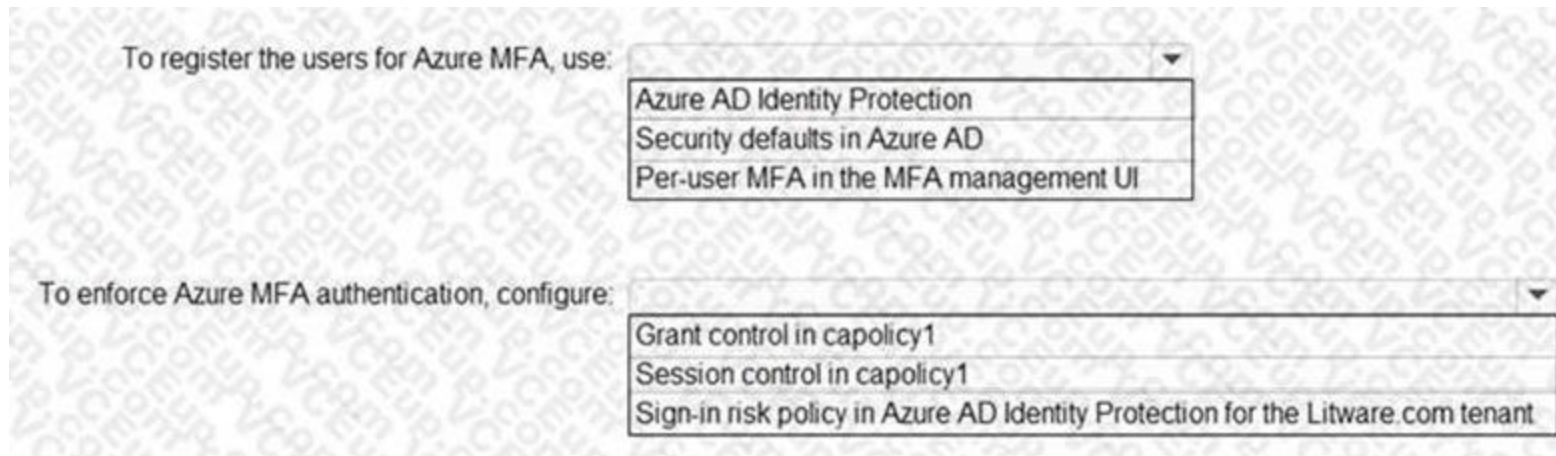 To register the users for Azure MFA, use:
Azure AD Identity Protection
Security defaults in Azure AD
Per-user MFA in the MFA management UI
To enforce Azure MFA authentication, configure:
Grant control in capolicy1
Session control in capolicy1
Sign-in risk policy in Azure AD Identity Protection for the Litware.com tenant